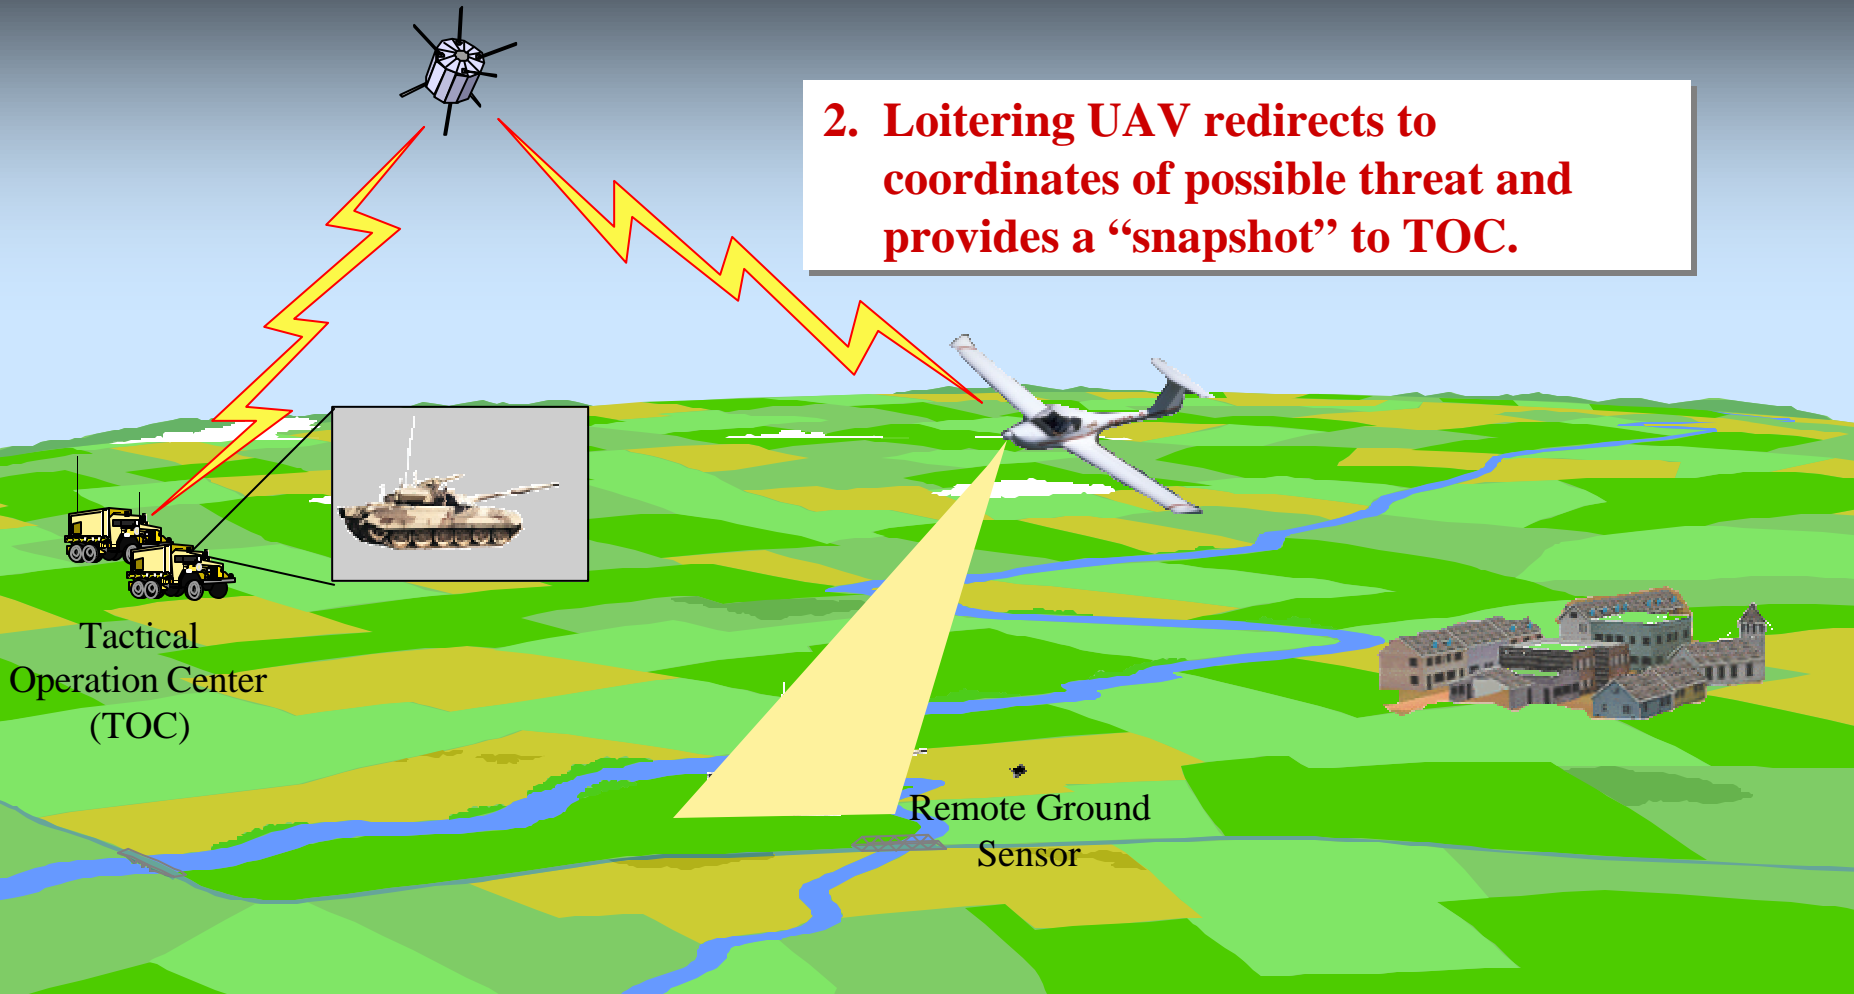 2. Loitering UAV redirects to
coordinates of possible threat and
provides a “snapshot” to TOC.
Tactical
Operation Center
(TOC)
Remote Ground
Sensor